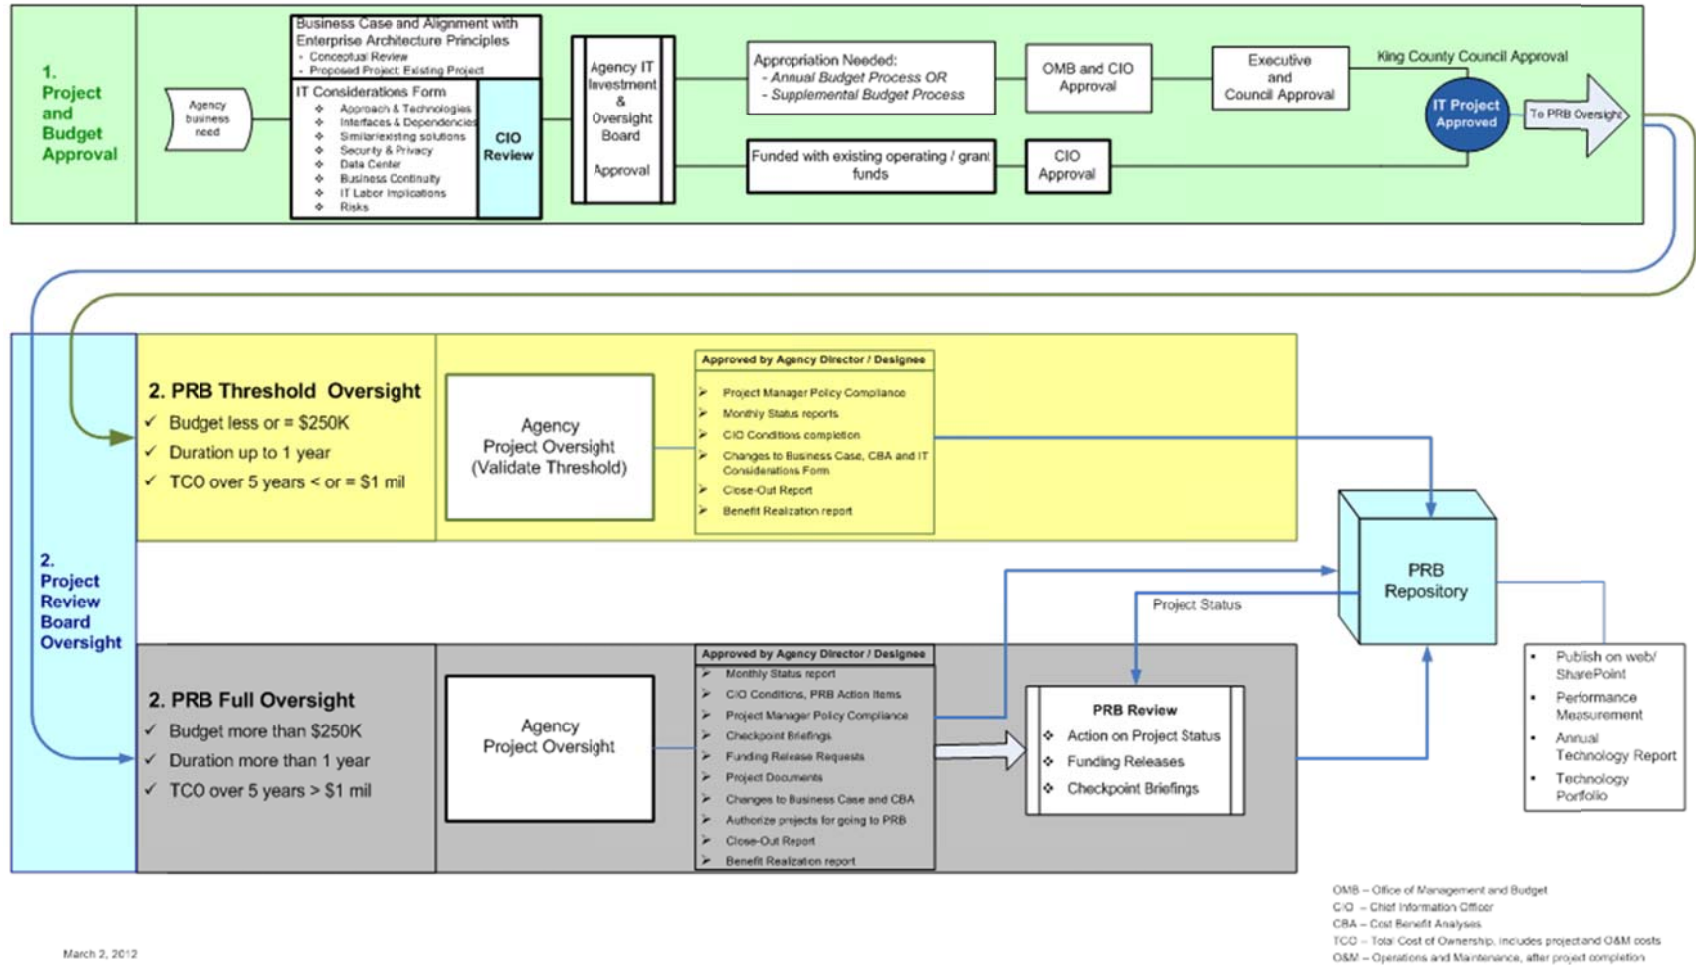 1.
Project
and
Budget
Approval
Agency
business
need
Business Case and Alignment with
Enterprise Architecture Principles
- Conceptual Review
- Proposed Project: Existing Project
IT Considerations Form
❖ Approach & Technologies
❖ Interfaces & Dependencies
❖ Similar/existing solutions
❖ Security & Privacy
❖ Data Center
❖ Business Continuity
❖ IT Labor Implications
❖ Risks
CIO
Review
Agency IT
Investment
&
Oversight
Board
Approval
Appropriation Needed:
- Annual Budget Process OR
- Supplemental Budget Process
OMB and CIO
Approval
Executive
and
Council Approval
King County Council Approval
IT Project
Approved
To PRB Oversight
Funded with existing operating / grant
funds
CIO
Approval
2.
Project
Review
Board
Oversight
2. PRB Threshold Oversight
✓ Budget less or = $250K
✓ Duration up to 1 year
✓ TCO over 5 years < or = $1 mil
Agency
Project Oversight
(Validate Threshold)
Approved by Agency Director / Designee
➢ Project Manager Policy Compliance
➢ Monthly Status reports
➢ CIO Conditions completion
➢ Changes to Business Case, CBA and IT
Considerations Form
➢ Close-Out Report
➢ Benefit Realization report
PRB
Repository
Project Status
2. PRB Full Oversight
✓ Budget more than $250K
✓ Duration more than 1 year
✓ TCO over 5 years > $1 mil
Agency
Project Oversight
Approved by Agency Director / Designee
➢ Monthly Status report
➢ CIO Conditions, PRB Action Items
➢ Project Manager Policy Compliance
➢ Checkpoint Briefings
➢ Funding Release Requests
➢ Project Documents
➢ Changes to Business Case and CBA
➢ Authorize projects for going to PRB
➢ Close-Out Report
➢ Benefit Realization report
PRB Review
❖ Action on Project Status
❖ Funding Releases
❖ Checkpoint Briefings
▪ Publish on web/
SharePoint
▪ Performance
Measurement
▪ Annual
Technology Report
▪ Technology
Portfolio
OMB – Office of Management and Budget
CIO – Chief Information Officer
CBA – Cost Benefit Analyses
TCO – Total Cost of Ownership, includes project and O&M costs
O&M – Operations and Maintenance, after project completion
March 2, 2012